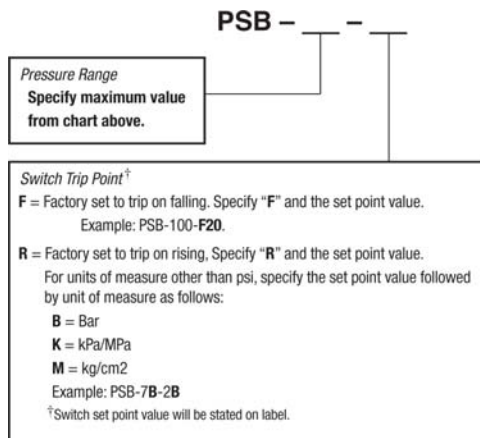 PSB – ___ – ___
Pressure Range
Specify maximum value
from chart above.
Switch Trip Point†
F = Factory set to trip on falling. Specify “F” and the set point value.
Example: PSB-100-F20.
R = Factory set to trip on rising, Specify “R” and the set point value.
For units of measure other than psi, specify the set point value followed
by unit of measure as follows:
B = Bar
K = kPa/MPa
M = kg/cm2
Example: PSB-7B-2B
†Switch set point value will be stated on label.